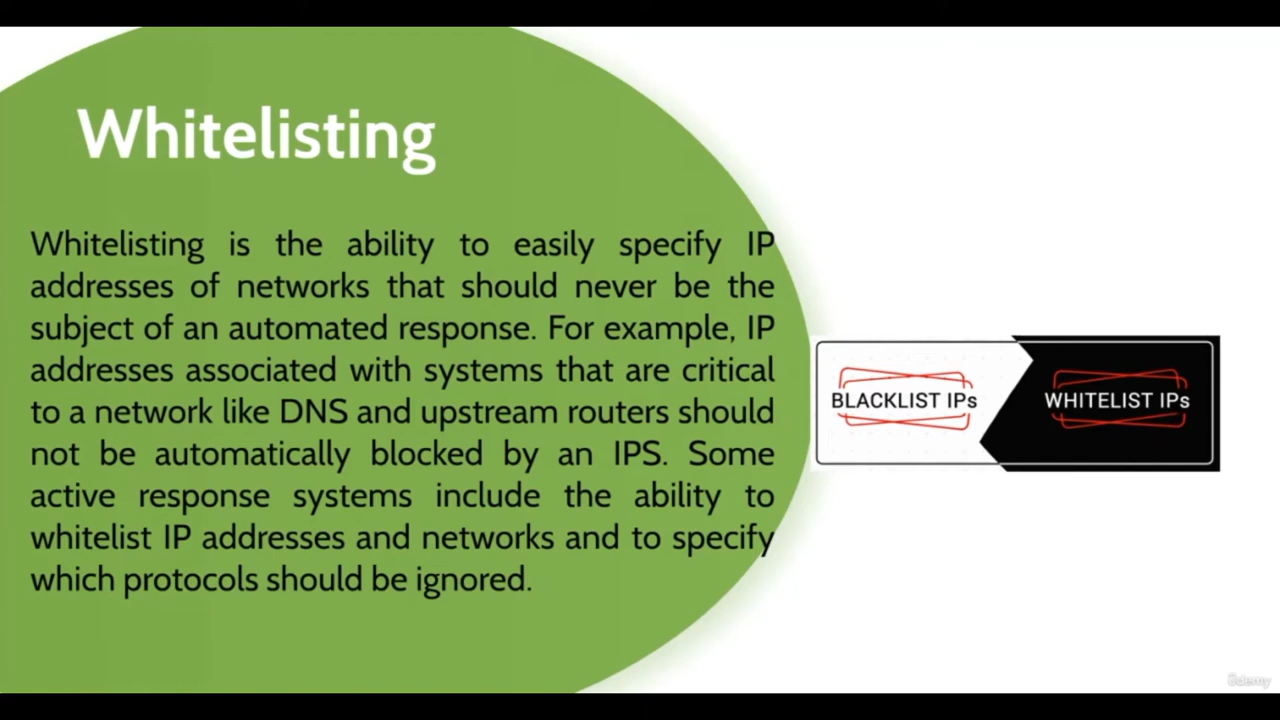 Whitelisting
Whitelisting is the ability to easily specify IP
addresses of networks that should never be the
subject of an automated response. For example, IP
addresses associated with systems that are critical
to a network like DNS and upstream routers should
not be automatically blocked by an IPS. Some
active response systems include the ability to
whitelist IP addresses and networks and to specify
which protocols should be ignored.
BLACKLIST IPs
WHITELIST IPs
Udemy